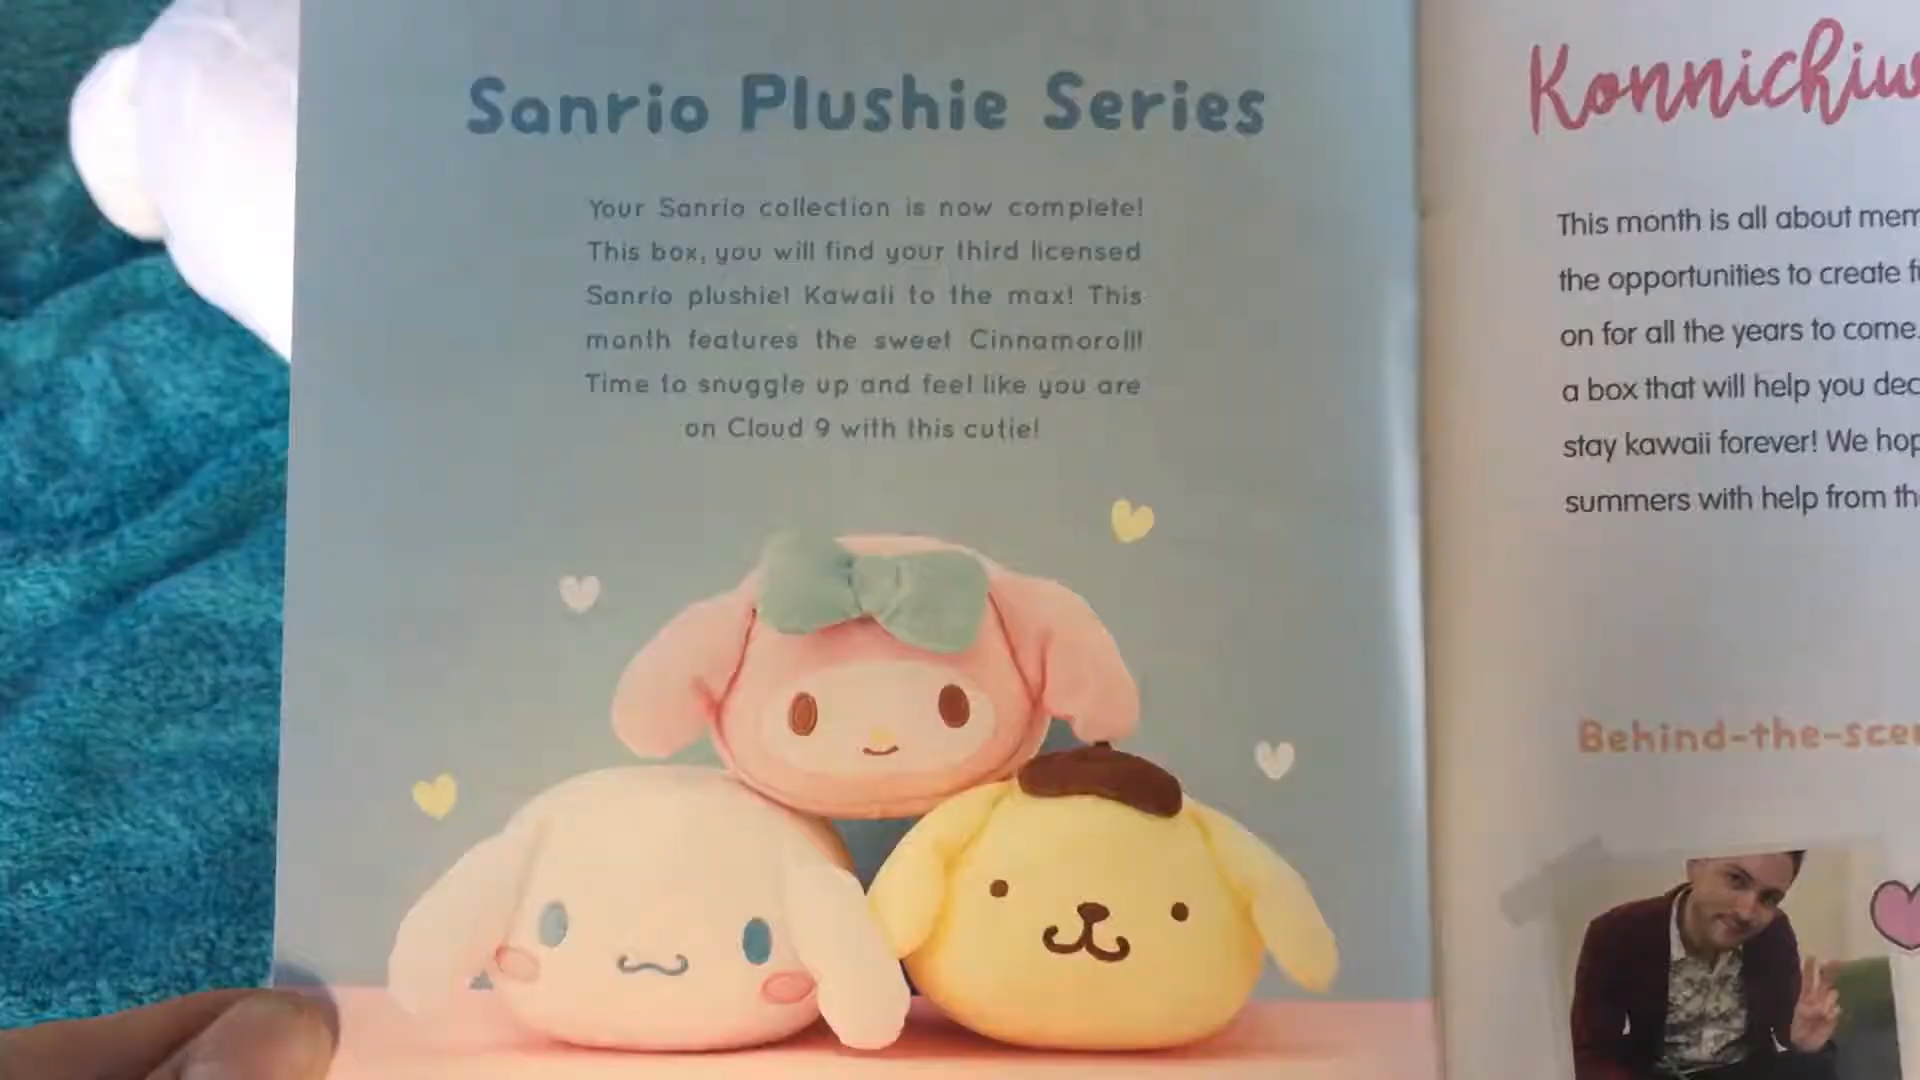 Sanrio Plushie Series
Your Sanrio collection is now complete!
This box, you will find your third licensed
Sanrio plushie! Kawaii to the max! This
month features the sweet Cinnamoroll!
Time to snuggle up and feel like you are
on Cloud 9 with this cutie!
This month is all about
the opportunities to create
on for all the years to come.
a box that will help you
stay kawaii forever! We
summers with help from